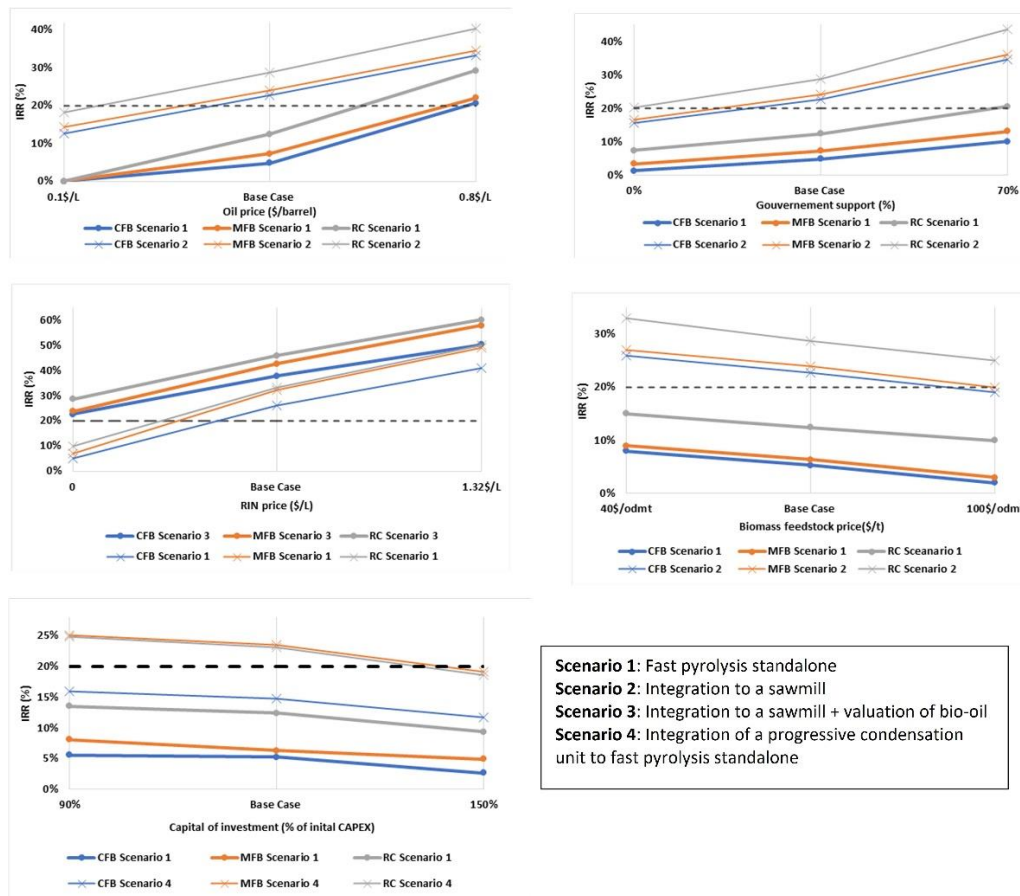 40%
30%
20%
10%
0%
IRR (%)
0.1$/L Base Case 0.8$/L
Oil price ($/barrel)
CFB Scenario 1 MFB Scenario 1 RC Scenario 1
CFB Scenario 2 MFB Scenario 2 RC Scenario 2
40%
30%
20%
10%
0%
IRR (%)
0% Base Case 70%
Gouvernement support (%)
CFB Scenario 1 MFB Scenario 1 RC Scenario 1
CFB Scenario 2 MFB Scenario 2 RC Scenario 2
60%
50%
40%
30%
20%
10%
0%
IRR (%)
0 Base Case 1.32$/L
RIN price ($/L)
CFB Scenario 3 MFB Scenario 3 RC Scenario 3
CFB Scenario 1 MFB Scenario 1 RC Scenario 1
30%
20%
10%
0%
IRR (%)
40$/odmt Base Case 100$/odmt
Biomass feedstock price($/t)
CFB Scenario 1 MFB Scenario 1 RC Sceanario 1
CFB Scenario 2 MFB Scenario 2 RC Scenario 2
25%
20%
15%
10%
5%
0%
IRR (%)
90% Base Case 150%
Capital of investment (% of inital CAPEX)
CFB Scenario 1 MFB Scenario 1 RC Scenario 1
CFB Scenario 4 MFB Scenario 4 RC Scenario 4
Scenario 1: Fast pyrolysis standalone
Scenario 2: Integration to a sawmill
Scenario 3: Integration to a sawmill + valuation of bio-oil
Scenario 4: Integration of a progressive condensation
unit to fast pyrolysis standalone